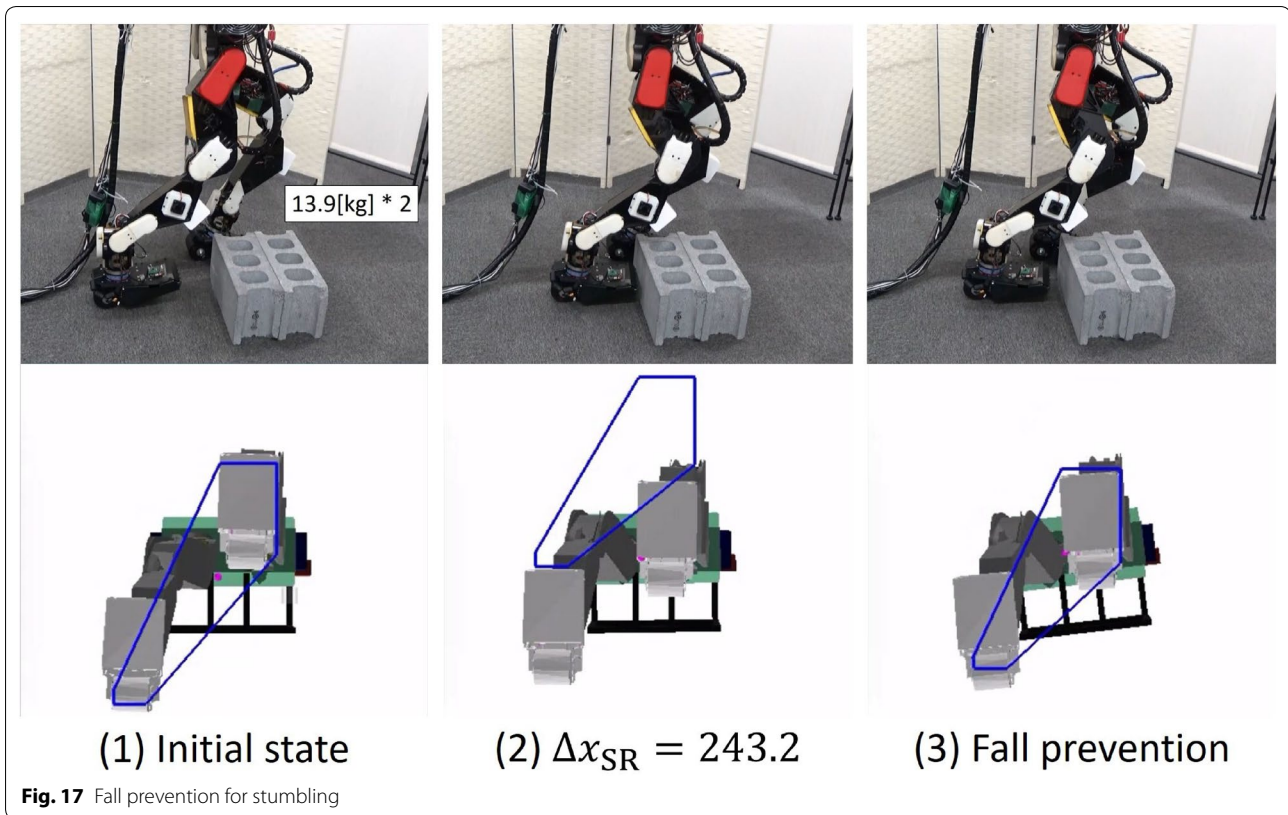 13.9[kg] * 2
(1) Initial state
(2) Δx_SR = 243.2
(3) Fall prevention
Fig. 17 Fall prevention for stumbling